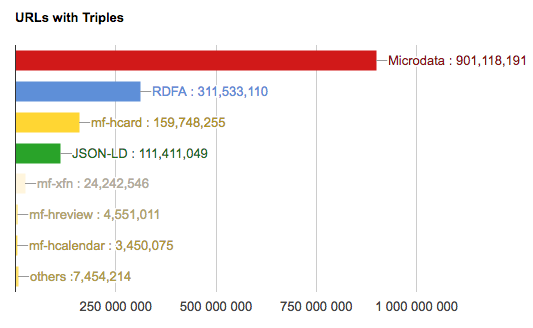 URLs with Triples
Microdata : 901,118,191
RDFA : 311,533,110
mf-hcard : 159,748,255
JSON-LD : 111,411,049
mf-xfn : 24,242,546
mf-hreview : 4,551,011
mf-hcalendar : 3,450,075
others :7,454,214
250 000 000 500 000 000 750 000 000 1 000 000 000